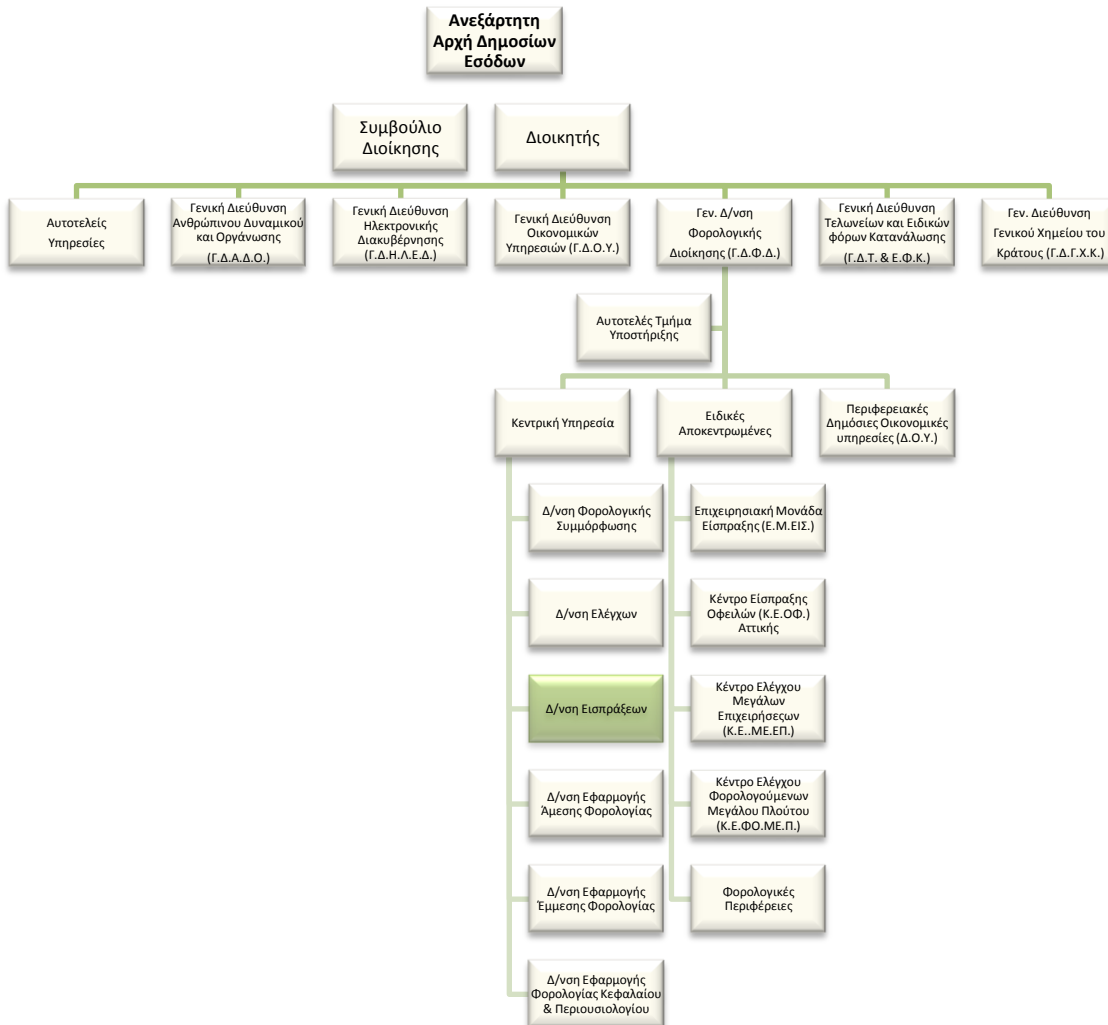 Ανεξάρτητη
Αρχή Δημοσίων
Εσόδων
Συμβούλιο
Διοίκησης
Διοικητής
Αυτοτελείς
Υπηρεσίες
Γενική Διεύθυνση
Ανθρώπινου Δυναμικού
και Οργάνωσης
(Γ.Δ.Α.Δ.Ο.)
Γενική Διεύθυνση
Ηλεκτρονικής
Διακυβέρνησης
(Γ.Δ.Η.Λ.Ε.Δ.)
Γενική Διεύθυνση
Οικονομικών
Υπηρεσιών (Γ.Δ.Ο.Υ.)
Γεν. Δ/νση
Φορολογικής
Διοίκησης (Γ.Δ.Φ.Δ.)
Γενική Διεύθυνση
Τελωνείων και Ειδικών
φόρων Κατανάλωσης
(Γ.Δ.Τ. & Ε.Φ.Κ.)
Γεν. Διεύθυνση
Γενικού Χημείου του
Κράτους (Γ.Δ.Γ.Χ.Κ.)
Αυτοτελές Τμήμα
Υποστήριξης
Κεντρική Υπηρεσία
Ειδικές
Αποκεντρωμένες
Περιφερειακές
Δημόσιες Οικονομικές
υπηρεσίες (Δ.Ο.Υ.)
Δ/νση Φορολογικής
Συμμόρφωσης
Επιχειρησιακή Μονάδα
Είσπραξης (Ε.Μ.ΕΙΣ.)
Δ/νση Ελέγχων
Κέντρο Είσπραξης
Οφειλών (Κ.Ε.ΟΦ.)
Αττικής
Δ/νση Εισπράξεων
Κέντρο Ελέγχου
Μεγάλων
Επιχειρήσεςων
(Κ.Ε..ΜΕ.ΕΠ.)
Δ/νση Εφαρμογής
Άμεσης Φορολογίας
Κέντρο Ελέγχου
Φορολογούμενων
Μεγάλου Πλούτου
(Κ.Ε.ΦΟ.ΜΕ.Π.)
Δ/νση Εφαρμογής
Έμμεσης Φορολογίας
Φορολογικές
Περιφέρειες
Δ/νση Εφαρμογής
Φορολογίας Κεφαλαίου
& Περιουσιολογίου